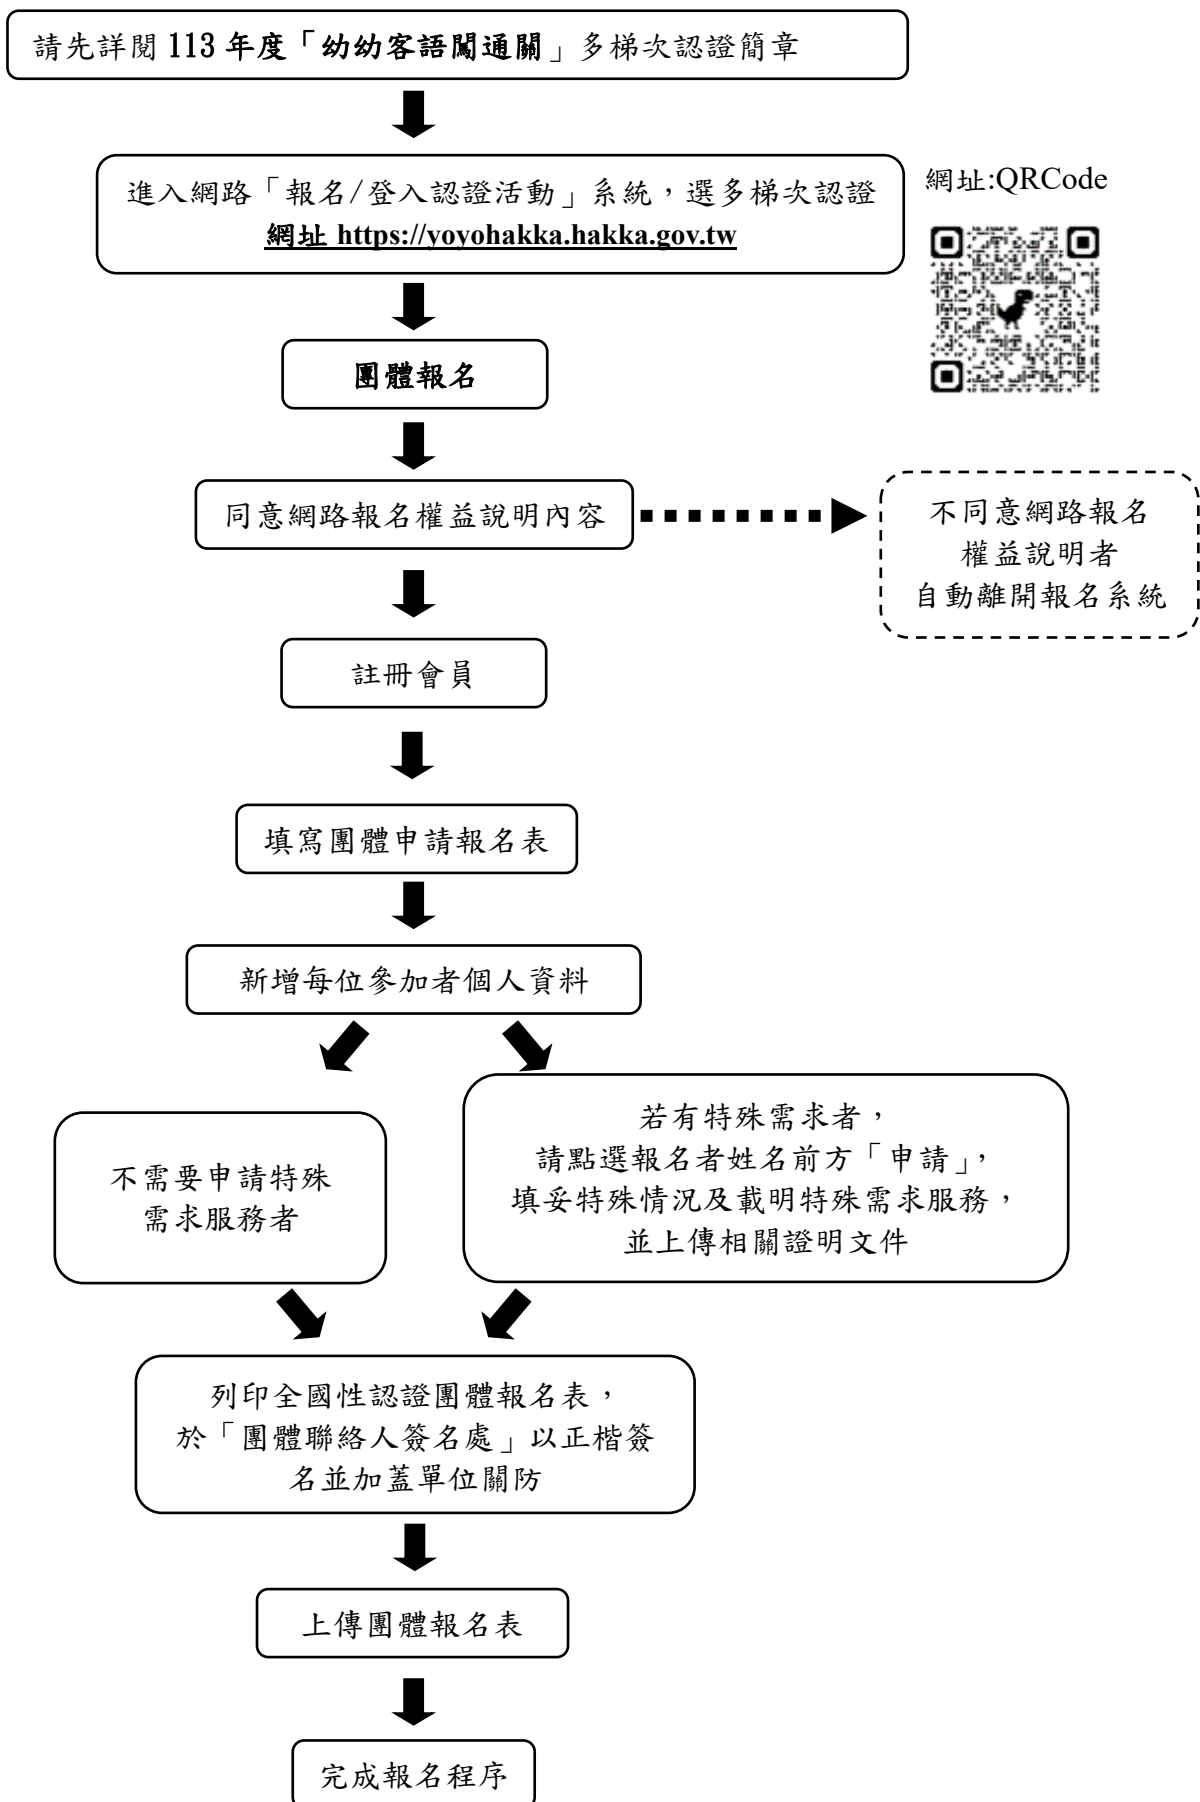 請先詳閱 113 年度「幼幼客語闖通關」多梯次認證簡章
進入網路「報名/登入認證活動」系統，選多梯次認證
網址 https://yoyohakka.hakka.gov.tw
網址:QRCode
團體報名
同意網路報名權益說明內容
不同意網路報名
權益說明者
自動離開報名系統
註冊會員
填寫團體申請報名表
新增每位參加者個人資料
不需要申請特殊
需求服務者
若有特殊需求者，
請點選報名者姓名前方「申請」，
填妥特殊情況及載明特殊需求服務，
並上傳相關證明文件
列印全國性認證團體報名表，
於「團體聯絡人簽名處」以正楷簽
名並加蓋單位關防
上傳團體報名表
完成報名程序